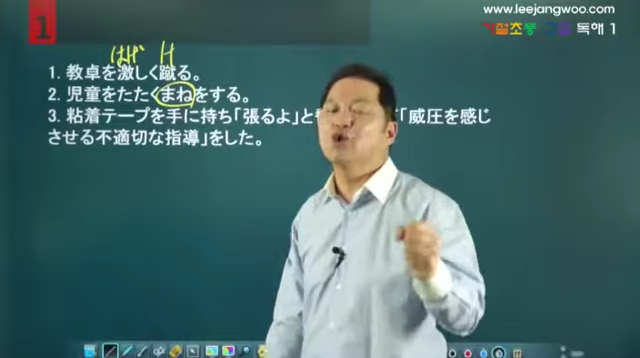 www.leejangwoo.com
독해 1
1
はげ け
1. 教卓を激しく蹴る。
2. 児童をたたくまねをする。
3. 粘着テープを手に持ち「張るよ」と 「威圧を感じ
させる不適切な指導」をした。